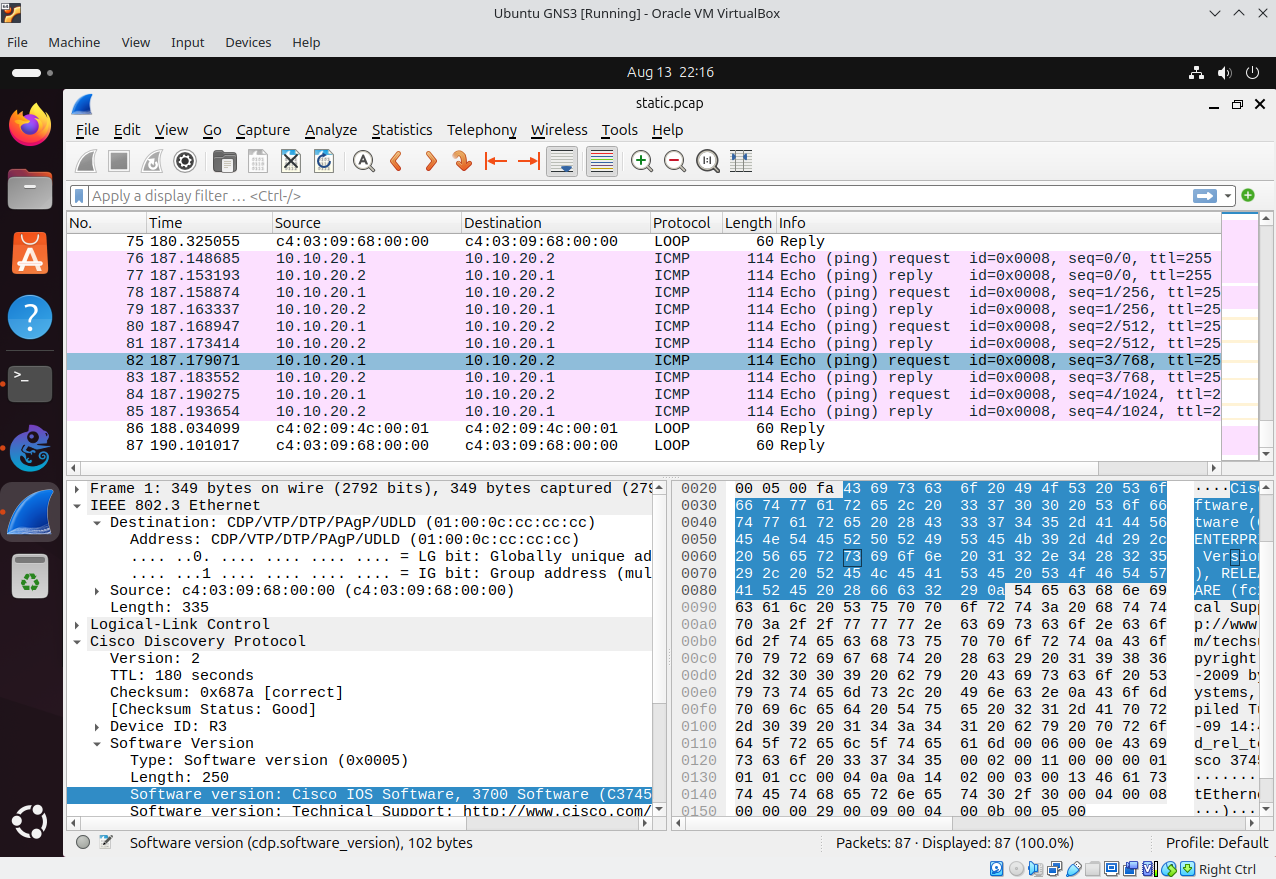 Ubuntu GNS3 [Running] - Oracle VM VirtualBox
File Machine View Input Devices Help
Aug 13 22:16
static.pcap
File Edit View Go Capture Analyze Statistics Telephony Wireless Tools Help
Apply a display filter … <Ctrl-/>
No. Time Source Destination Protocol Length Info
75 180.325055 c4:03:09:68:00:00 c4:03:09:68:00:00 LOOP 60 Reply
76 187.148685 10.10.20.1 10.10.20.2 ICMP 114 Echo (ping) request id=0x0008, seq=0/0, ttl=255
77 187.153193 10.10.20.2 10.10.20.1 ICMP 114 Echo (ping) reply id=0x0008, seq=0/0, ttl=255
78 187.158874 10.10.20.1 10.10.20.2 ICMP 114 Echo (ping) request id=0x0008, seq=1/256, ttl=25
79 187.163337 10.10.20.2 10.10.20.1 ICMP 114 Echo (ping) reply id=0x0008, seq=1/256, ttl=25
80 187.168947 10.10.20.1 10.10.20.2 ICMP 114 Echo (ping) request id=0x0008, seq=2/512, ttl=25
81 187.173414 10.10.20.2 10.10.20.1 ICMP 114 Echo (ping) reply id=0x0008, seq=2/512, ttl=25
82 187.179071 10.10.20.1 10.10.20.2 ICMP 114 Echo (ping) request id=0x0008, seq=3/768, ttl=25
83 187.183552 10.10.20.2 10.10.20.1 ICMP 114 Echo (ping) reply id=0x0008, seq=3/768, ttl=25
84 187.190275 10.10.20.1 10.10.20.2 ICMP 114 Echo (ping) request id=0x0008, seq=4/1024, ttl=2
85 187.193654 10.10.20.2 10.10.20.1 ICMP 114 Echo (ping) reply id=0x0008, seq=4/1024, ttl=2
86 188.034099 c4:02:09:4c:00:01 c4:02:09:4c:00:01 LOOP 60 Reply
87 190.101017 c4:03:09:68:00:00 c4:03:09:68:00:00 LOOP 60 Reply
Frame 1: 349 bytes on wire (2792 bits), 349 bytes captured (279
IEEE 802.3 Ethernet
Destination: CDP/VTP/DTP/PAgP/UDLD (01:00:0c:cc:cc:cc)
Address: CDP/VTP/DTP/PAgP/UDLD (01:00:0c:cc:cc:cc)
.... ..0. .... .... .... .... = LG bit: Globally unique ad
.... ...1 .... .... .... .... = IG bit: Group address (mul
Source: c4:03:09:68:00:00 (c4:03:09:68:00:00)
Length: 335
Logical-Link Control
Cisco Discovery Protocol
Version: 2
TTL: 180 seconds
Checksum: 0x687a [correct]
[Checksum Status: Good]
Device ID: R3
Software Version
Type: Software version (0x0005)
Length: 250
Software version: Cisco IOS Software, 3700 Software (C3745
Software version: Technical Support: http://www.cisco.com/
0020 00 05 00 fa 43 69 73 63 6f 20 49 4f 53 20 53 6f ····Cisc
0030 66 74 77 61 72 65 2c 20 33 37 30 30 20 53 6f 66 ftware,
0040 74 77 61 72 65 20 28 43 33 37 34 35 2d 41 44 56 tware (C
0050 45 4e 54 45 52 50 52 49 53 45 4b 39 2d 4d 29 2c ENTERPR
0060 20 56 65 72 73 69 6f 6e 20 31 32 2e 34 28 32 35 Versio
0070 29 2c 20 52 45 4c 45 41 53 45 20 53 4f 46 54 57 ), RELE
0080 41 52 45 20 28 66 63 32 29 0a 54 65 63 68 6e 69 ARE (fc
0090 63 61 6c 20 53 75 70 70 6f 72 74 3a 20 68 74 74 cal Supp
00a0 70 3a 2f 2f 77 77 77 2e 63 69 73 63 6f 2e 63 6f p://www
00b0 6d 2f 74 65 63 68 73 75 70 70 6f 72 74 0a 43 6f m/techsu
00c0 70 79 72 69 67 68 74 20 28 63 29 20 31 39 38 36 pyright
00d0 2d 32 30 30 39 20 62 79 20 43 69 73 63 6f 20 53 -2009 by
00e0 79 73 74 65 6d 73 2c 20 49 6e 63 2e 0a 43 6f 6d ystems,
00f0 70 69 6c 65 64 20 54 75 65 20 32 31 2d 41 70 72 piled Tu
0100 2d 30 39 20 31 34 3a 34 31 20 62 79 20 70 72 6f -09 14:4
0110 64 5f 72 65 6c 5f 74 65 61 6d 00 06 00 0e 43 69 d_rel_te
0120 73 63 6f 20 33 37 34 35 00 02 00 11 00 00 00 01 sco 3745
0130 01 01 cc 00 04 0a 0a 14 02 00 03 00 13 46 61 73 ········
0140 74 45 74 68 65 72 6e 65 74 30 2f 30 00 04 00 08 tEtherne
0150 00 00 00 29 00 09 00 04 00 0b 00 05 00 ···)···
Software version (cdp.software_version), 102 bytes Packets: 87 · Displayed: 87 (100.0%) Profile: Default
Right Ctrl